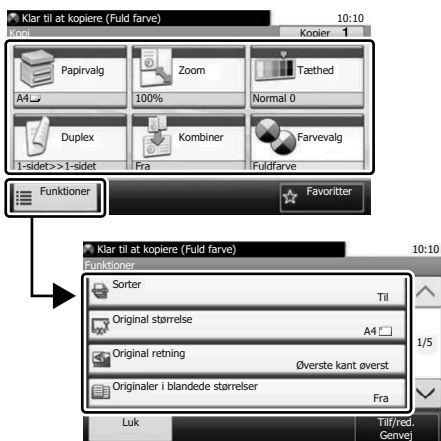 Klar til at kopiere (Fuld farve) 10:10
Kopi Kopier 1
Papirvalg Zoom Tæthed
A4 100% Normal 0
Duplex Kombiner Farvevalg
1-sidet>>1-sidet Fra Fuldfarve
Funktioner Favoritter
Klar til at kopiere (Fuld farve) 10:10
Funktioner
Sorter
Til
Original størrelse
A4
1/5
Original retning
Øverste kant øverst
Originaler i blandede størrelser
Fra
Luk Tilf/red.
Genvej